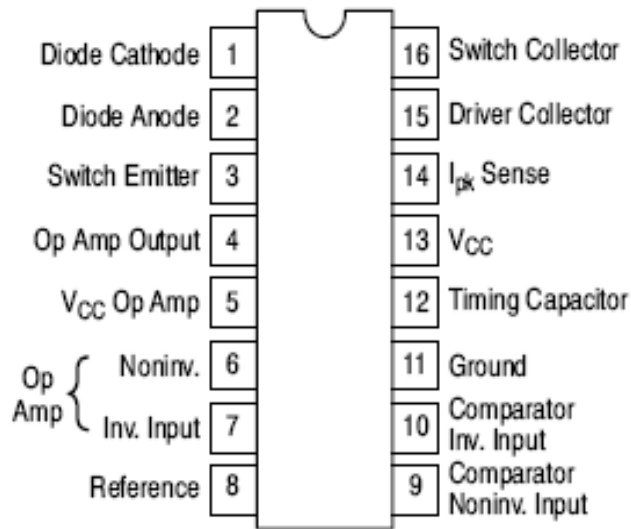 Diode Cathode 1
16 Switch Collector
Diode Anode 2
15 Driver Collector
Switch Emitter 3
14 Ipk Sense
Op Amp Output 4
13 VCC
VCC Op Amp 5
12 Timing Capacitor
Op
Amp
Noninv. 6
11 Ground
Inv. Input 7
10 Comparator
Inv. Input
Reference 8
9 Comparator
Noninv. Input